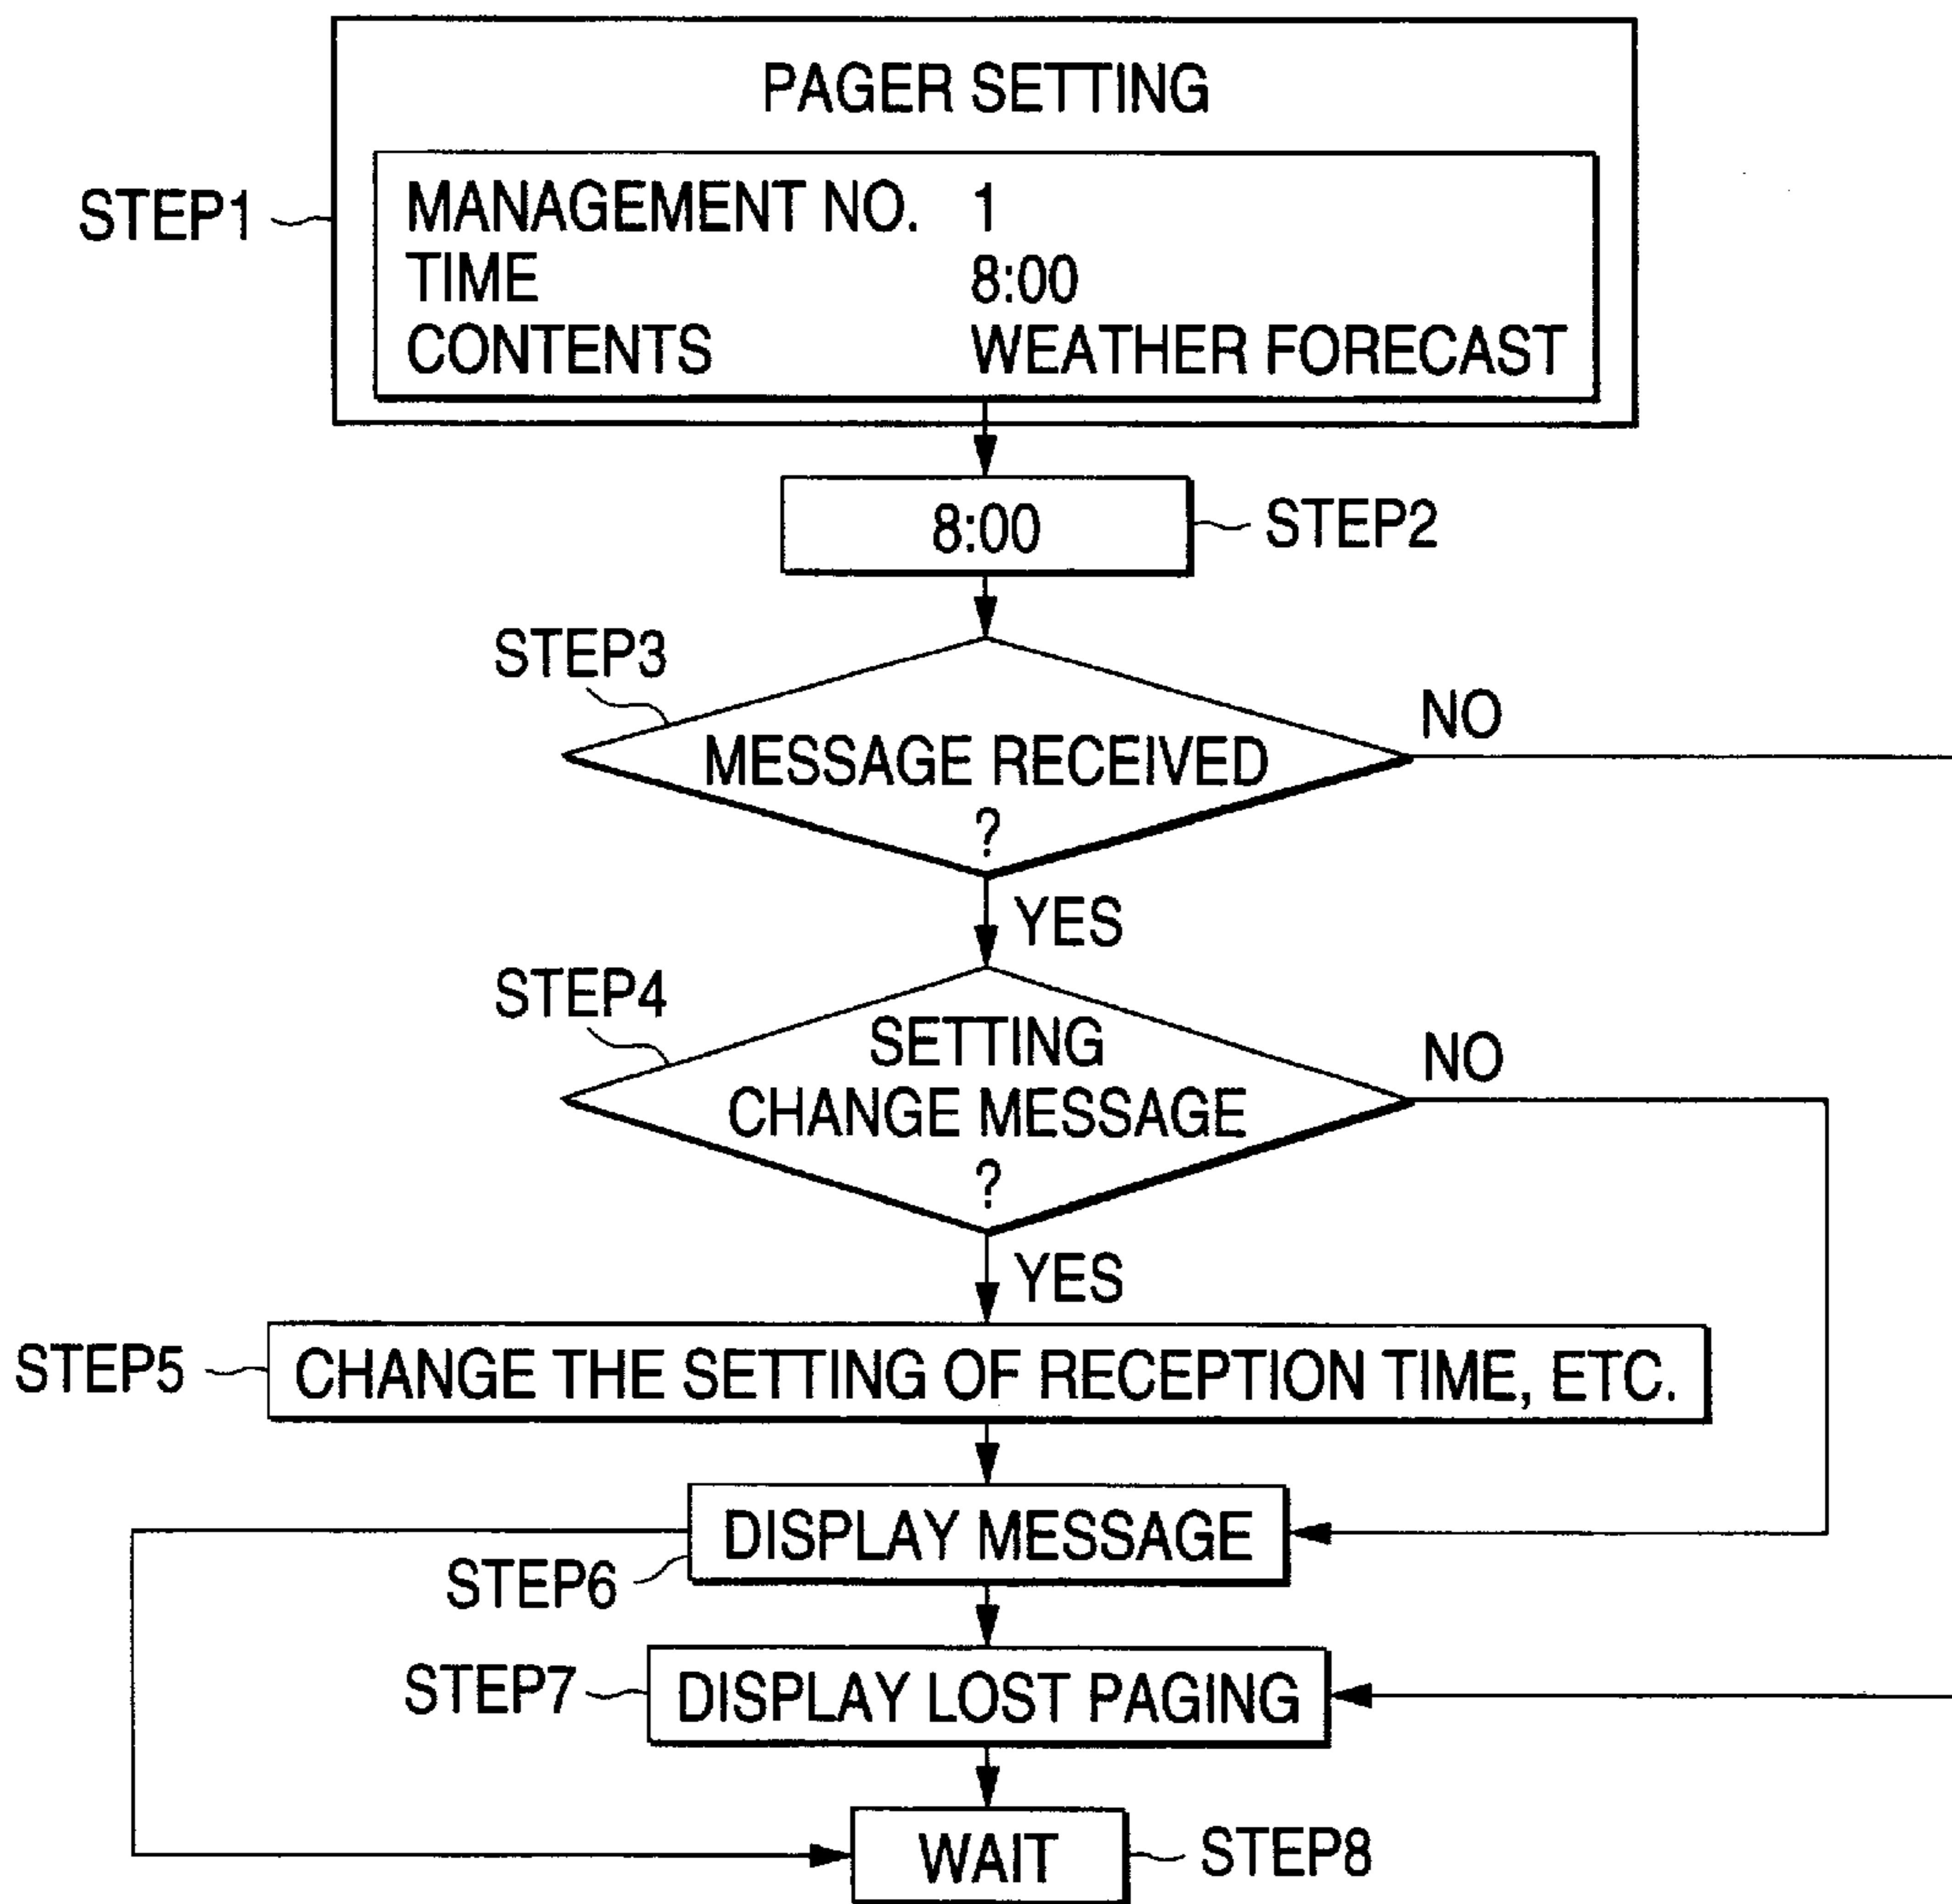 PAGER SETTING
STEP1
MANAGEMENT NO. 1
TIME 8:00
CONTENTS WEATHER FORECAST
8:00
STEP2
STEP3
MESSAGE RECEIVED
?
NO
YES
STEP4
SETTING
CHANGE MESSAGE
?
NO
YES
STEP5
CHANGE THE SETTING OF RECEPTION TIME, ETC.
DISPLAY MESSAGE
STEP6
STEP7
DISPLAY LOST PAGING
WAIT
STEP8